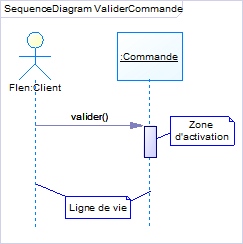 SequenceDiagram ValiderCommande
:Commande
Flen:Client
valider()
Zone
d'activation
Ligne de vie